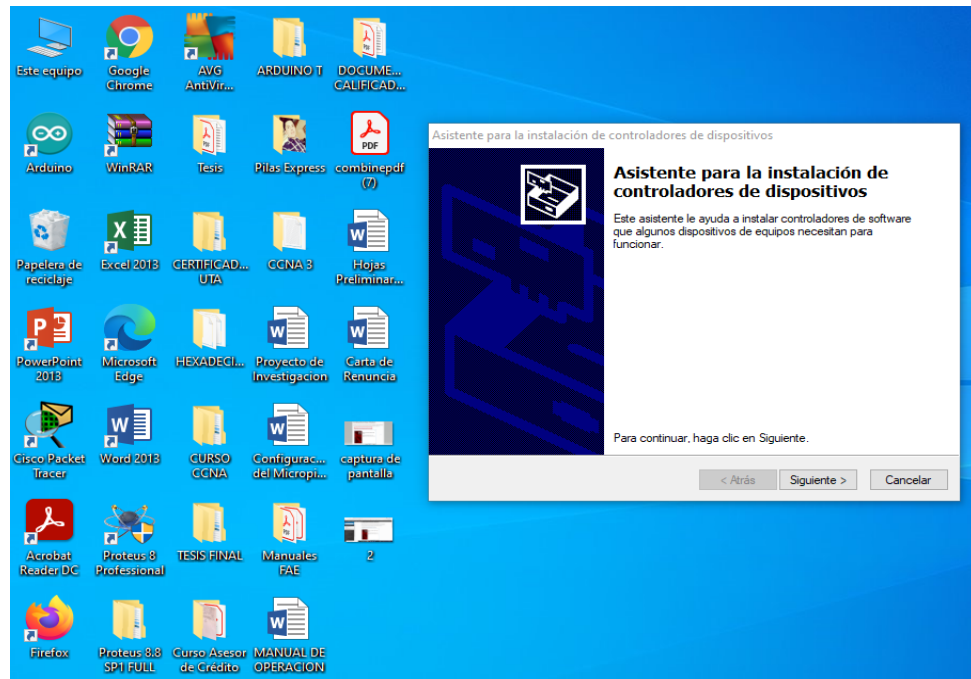 Este equipo
Google
Chrome
AVG
AntiVir...
ARDUINO T
DOCUME...
CALIFICAD...
Arduino
WinRAR
Tesis
Pilas Express
combinepdf
(7)
Papelera de
reciclaje
Excel 2013
CERTIFICAD...
UTA
CCNA 3
Hojas
Preliminar...
PowerPoint
2013
Microsoft
Edge
HEXADECI...
Proyecto de
Investigacion
Carta de
Renuncia
Cisco Packet
Tracer
Word 2013
CURSO
CCNA
Configurac...
del Micropi...
captura de
pantalla
Acrobat
Reader DC
Proteus 8
Professional
TESIS FINAL
Manuales
FAE
2
Firefox
Proteus 8.8
SP1 FULL
Curso Asesor
de Crédito
MANUAL DE
OPERACION
PDF
Asistente para la instalación de controladores de dispositivos
Asistente para la instalación de
controladores de dispositivos
Este asistente le ayuda a instalar controladores de software
que algunos dispositivos de equipos necesitan para
funcionar.
Para continuar, haga clic en Siguiente.
< Atrás
Siguiente >
Cancelar